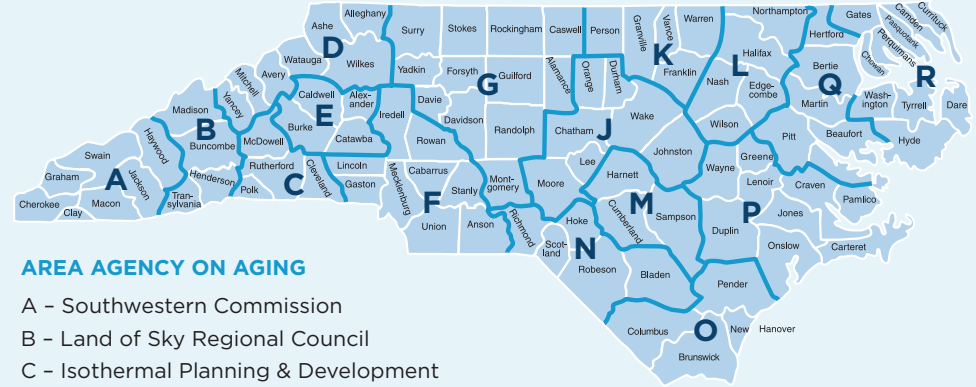 Ashe
Alleghany
Surry
Stokes
Rockingham
Caswell
Person
Granville
Vance
Warren
Northampton
Gates
Camden
Currituck
Pasquotank
Perquimans
Hertford
Chowan
D
Watauga
Wilkes
Yadkin
Forsyth
G
Guilford
Alamance
Orange
Durham
K
Franklin
Halifax
L
Nash
Edge-
combe
Bertie
Q
Martin
R
Wash-
ington
Tyrrell
Dare
Mitchell
Avery
Yancey
Caldwell
Alex-
ander
E
Iredell
Davie
Davidson
Randolph
Chatham
J
Wake
Wilson
Pitt
Beaufort
Hyde
Madison
B
Buncombe
McDowell
Burke
Catawba
Rowan
Haywood
Swain
Graham
A
Jackson
Macon
Cherokee
Clay
Tran-
sylvania
Henderson
Polk
Rutherford
C
Cleveland
Lincoln
Gaston
Mecklenburg
Cabarrus
F
Stanly
Union
Anson
Mont-
gomery
Moore
Lee
Harnett
Johnston
Wayne
Greene
Lenoir
Craven
Pamlico
Richmond
Scot-
land
Hoke
N
Robeson
Cumberland
M
Sampson
Bladen
P
Duplin
Jones
Onslow
Carteret
Pender
Columbus
O
New Hanover
Brunswick
AREA AGENCY ON AGING
A – Southwestern Commission
B – Land of Sky Regional Council
C – Isothermal Planning & Development